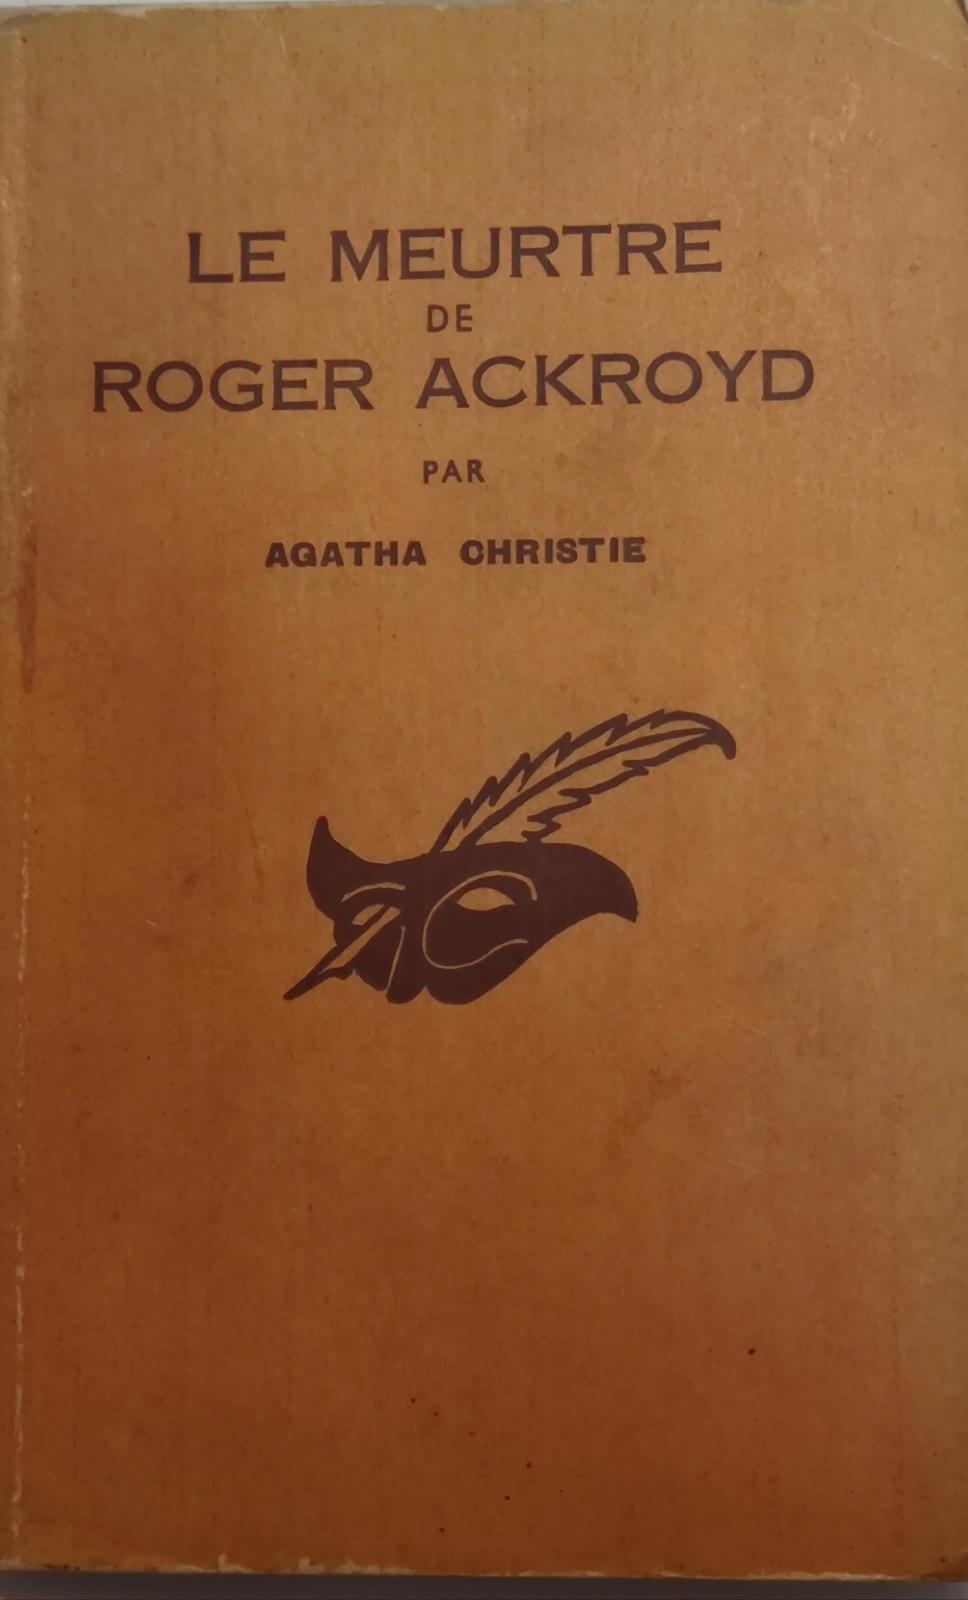 LE MEURTRE
DE
ROGER ACKROYD
PAR
AGATHA CHRISTIE